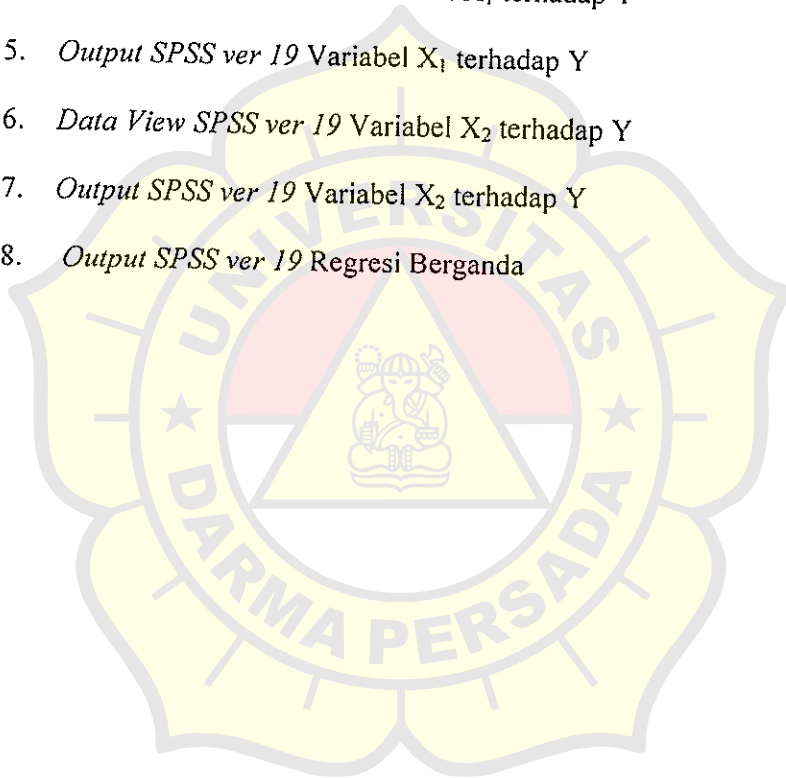 terhadap Y
5. Output SPSS ver 19 Variabel X₁ terhadap Y
6. Data View SPSS ver 19 Variabel X₂ terhadap Y
7. Output SPSS ver 19 Variabel X₂ terhadap Y
8. Output SPSS ver 19 Regresi Berganda
UNIVERSITAS
DARMA PERSADA